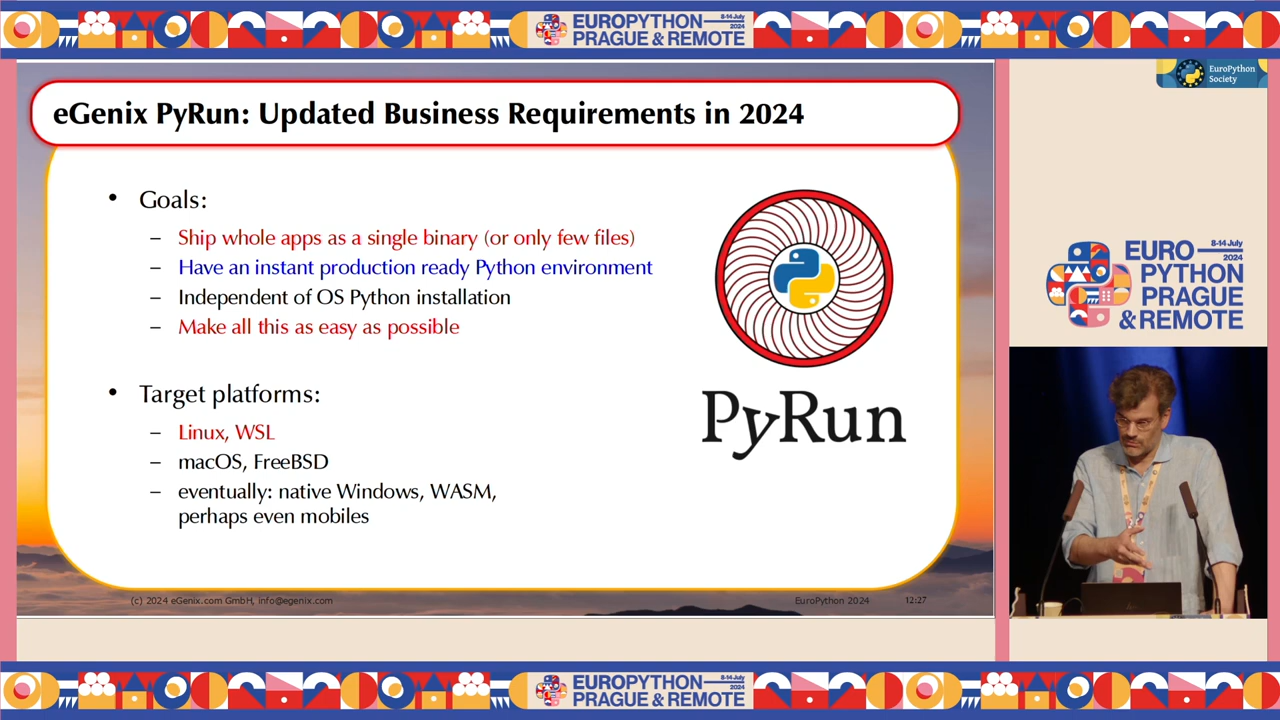 EUROPYTHON
8-14 July
2024
PRAGUE & REMOTE
EuroPython
Society
eGenix PyRun: Updated Business Requirements in 2024
• Goals:
– Ship whole apps as a single binary (or only few files)
– Have an instant production ready Python environment
– Independent of OS Python installation
– Make all this as easy as possible
• Target platforms:
– Linux, WSL
– macOS, FreeBSD
– eventually: native Windows, WASM,
perhaps even mobiles
PyRun
(c) 2024 eGenix.com GmbH, info@egenix.com
EuroPython 2024
12:27
EURO
8-14 July
2024
PYTHON
PRAGUE
& REMOTE
EUROPYTHON
8-14 July
2024
PRAGUE & REMOTE